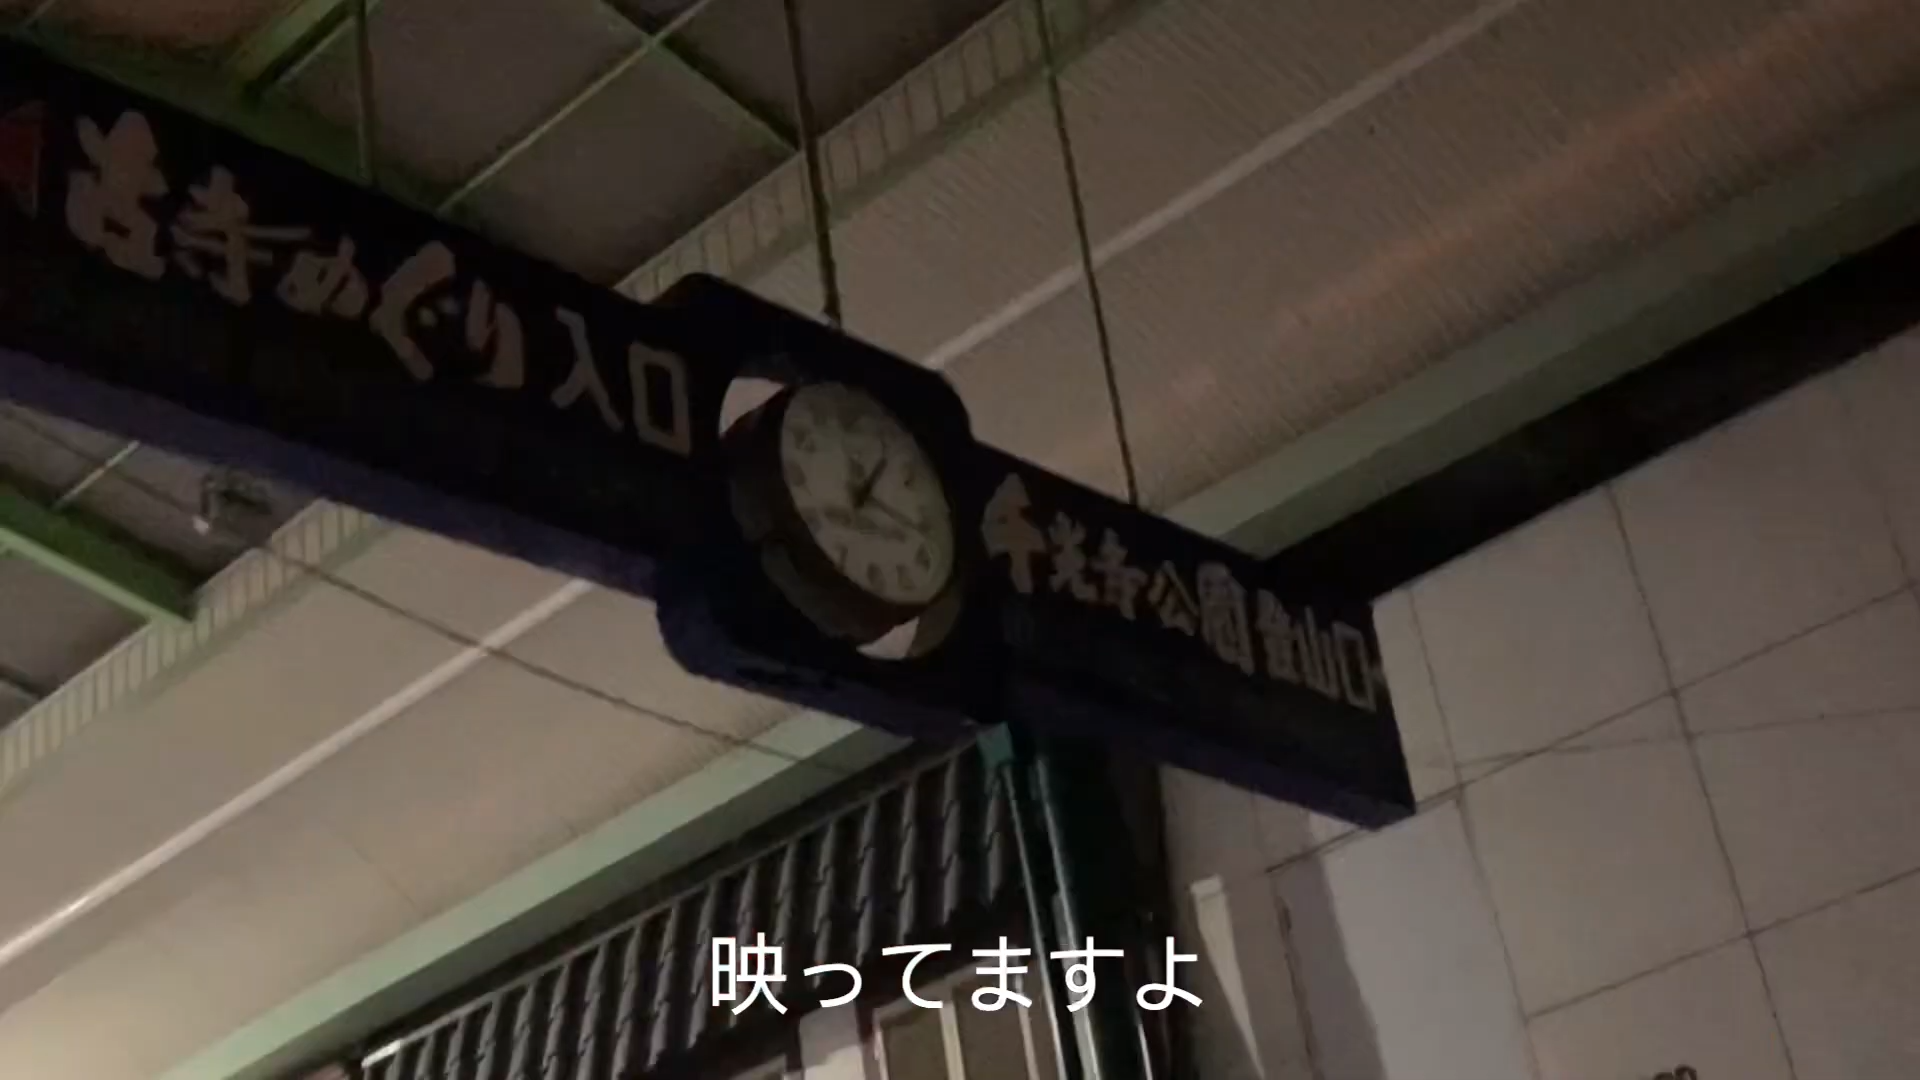 古寺めぐり入口
千光寺公園登山口
映ってますよ